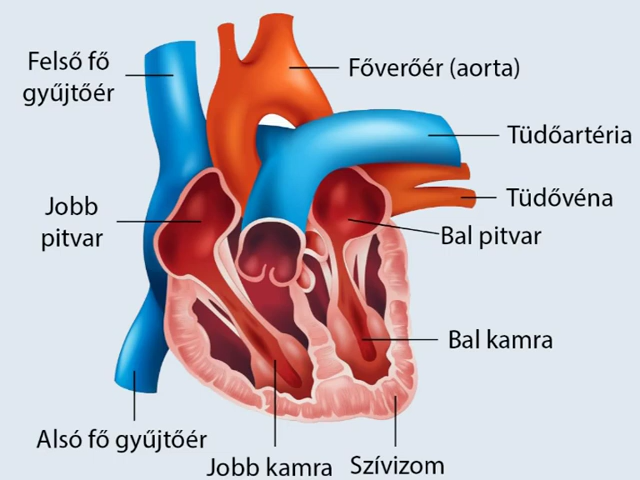 Felső fő
gyűjtőér
Főverőér (aorta)
Tüdőartéria
Tüdővéna
Jobb
pitvar
Bal pitvar
Bal kamra
Alsó fő gyűjtőér
Jobb kamra
Szívizom